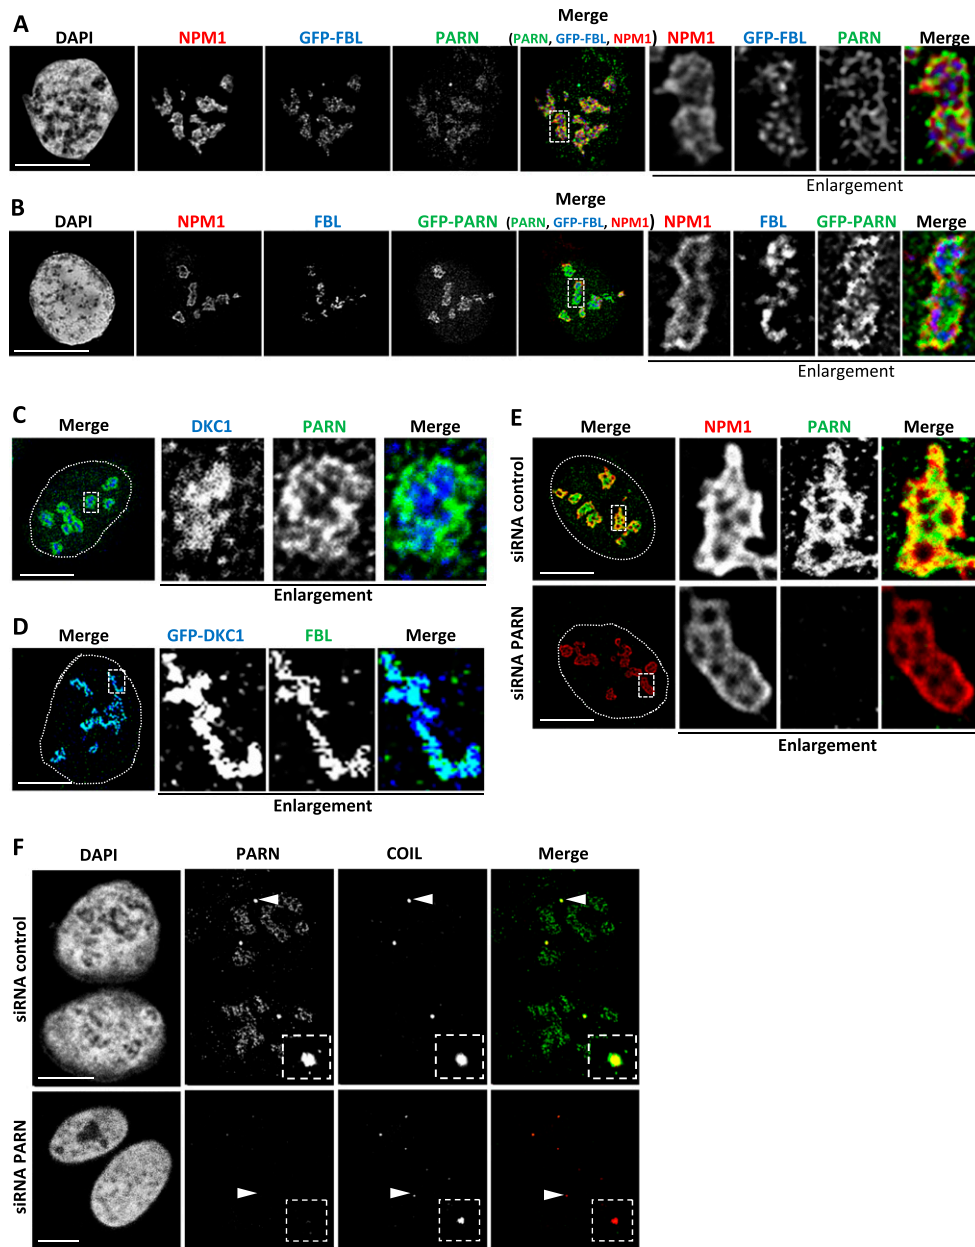 A
Merge
DAPI NPM1 GFP-FBL PARN (PARN, GFP-FBL, NPM1) NPM1 GFP-FBL PARN Merge
Enlargement
B
Merge
DAPI NPM1 FBL GFP-PARN (PARN, GFP-FBL, NPM1) NPM1 FBL GFP-PARN Merge
Enlargement
C
Merge DKC1 PARN Merge
Enlargement
D
Merge GFP-DKC1 FBL Merge
Enlargement
E
Merge NPM1 PARN Merge
siRNA control
siRNA PARN
Enlargement
F
DAPI PARN COIL Merge
siRNA control
siRNA PARN